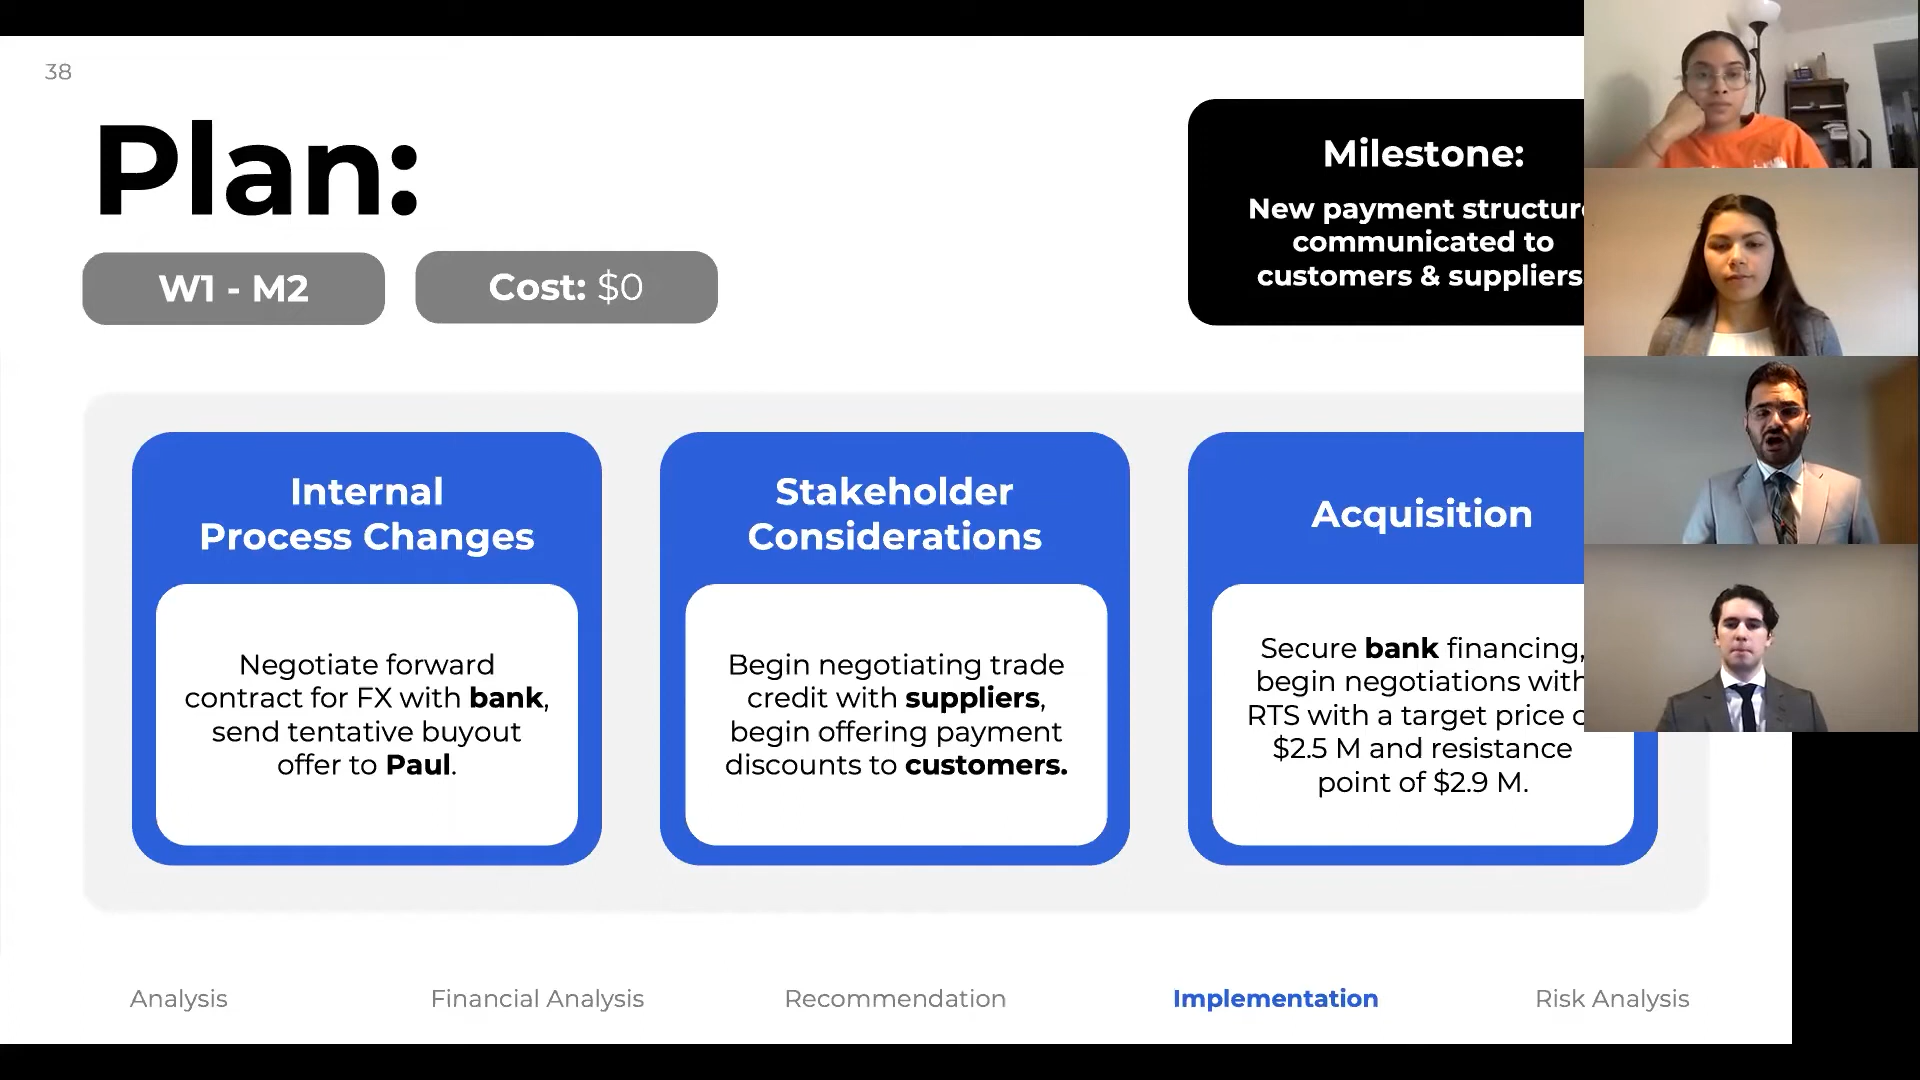 38
Plan:
W1 - M2
Cost: $0
Milestone:
New payment
communicated to
customers & suppliers
Internal
Process Changes
Negotiate forward
contract for FX with bank,
send tentative buyout
offer to Paul.
Stakeholder
Considerations
Begin negotiating trade
credit with suppliers,
begin offering payment
discounts to customers.
Acquisition
Secure bank financing,
begin negotiations with
RTS with a target price
$2.5 M and resistance
point of $2.9 M.
Analysis
Financial Analysis
Recommendation
Implementation
Risk Analysis